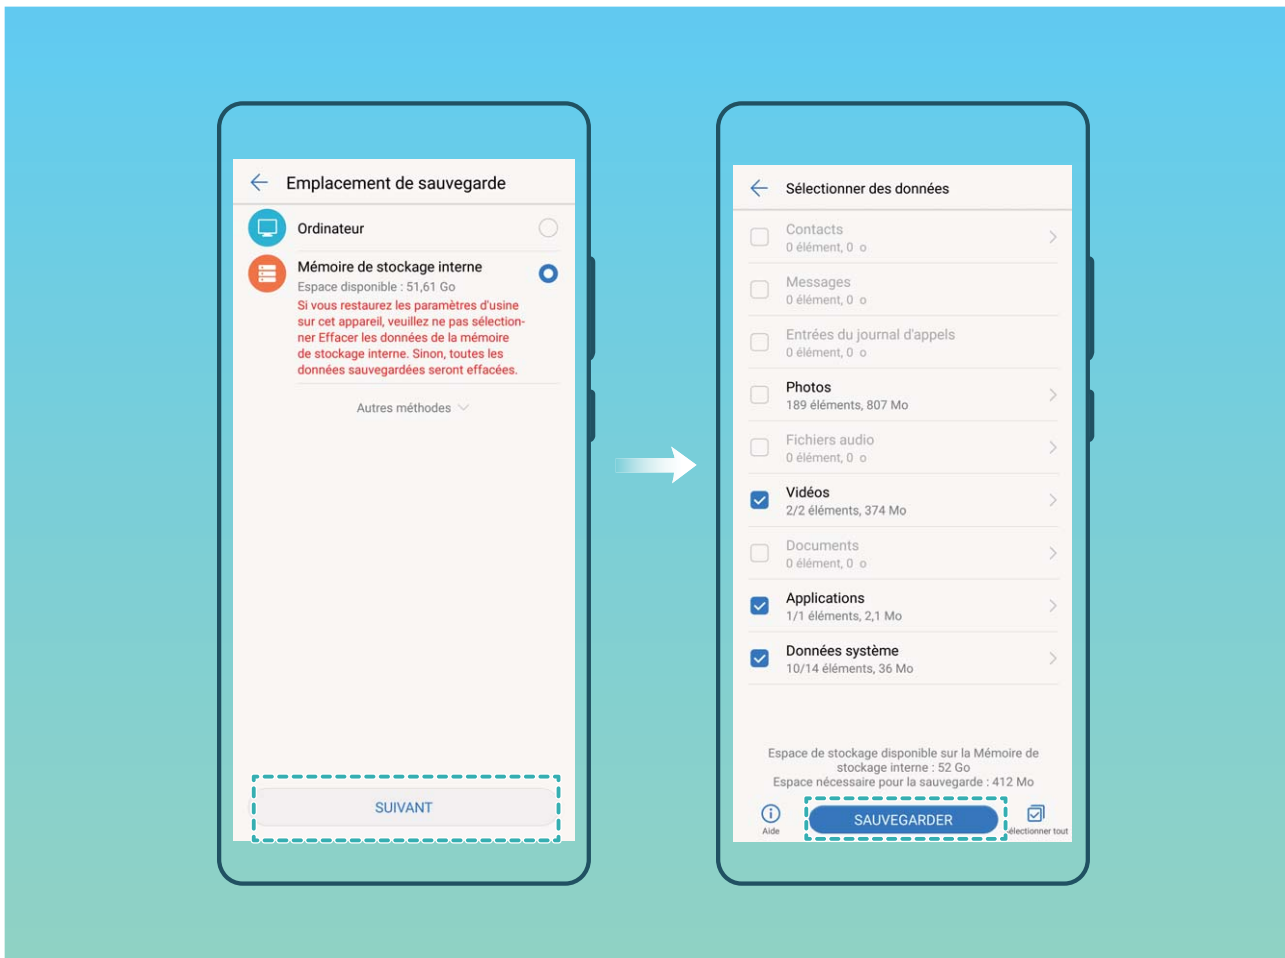 Emplacement de sauvegarde
Ordinateur
Mémoire de stockage interne
Espace disponible : 51,61 Go
Si vous restaurez les paramètres d'usine
sur cet appareil, veuillez ne pas sélection-
ner Effacer les données de la mémoire
de stockage interne. Sinon, toutes les
données sauvegardées seront effacées.
Autres méthodes
SUIVANT
Sélectionner des données
Contacts
0 élément, 0 o
Messages
0 élément, 0 o
Entrées du journal d'appels
0 élément, 0 o
Photos
189 éléments, 807 Mo
Fichiers audio
0 élément, 0 o
Vidéos
2/2 éléments, 374 Mo
Documents
0 élément, 0 o
Applications
1/1 éléments, 2,1 Mo
Données système
10/14 éléments, 36 Mo
Espace de stockage disponible sur la Mémoire de
stockage interne : 52 Go
Espace nécessaire pour la sauvegarde : 412 Mo
Aide
SAUVEGARDER
électionner tout